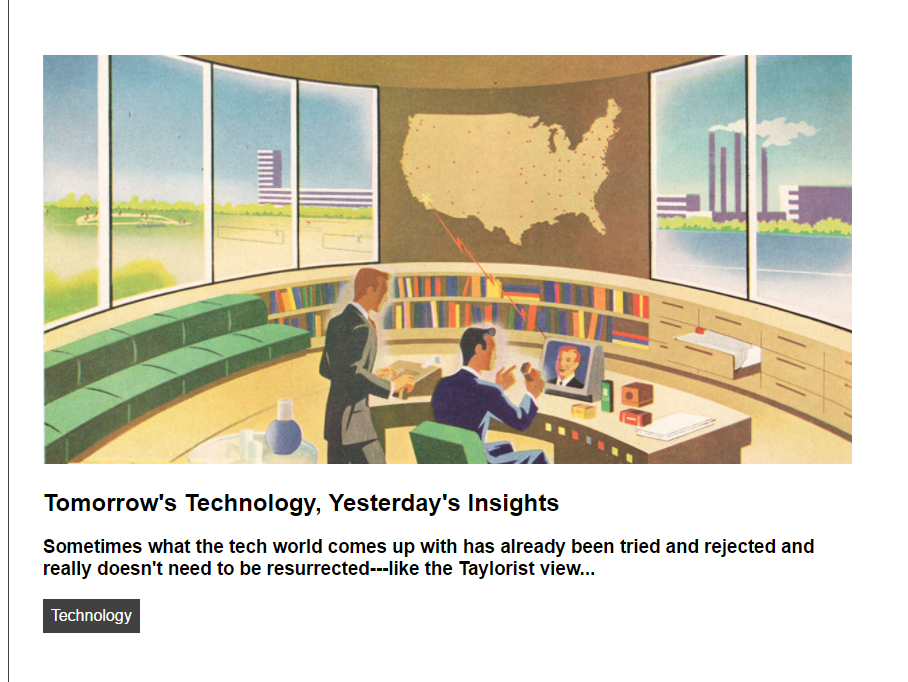 Tomorrow's Technology, Yesterday's Insights
Sometimes what the tech world comes up with has already been tried and rejected and
really doesn't need to be resurrected---like the Taylorist view...
Technology